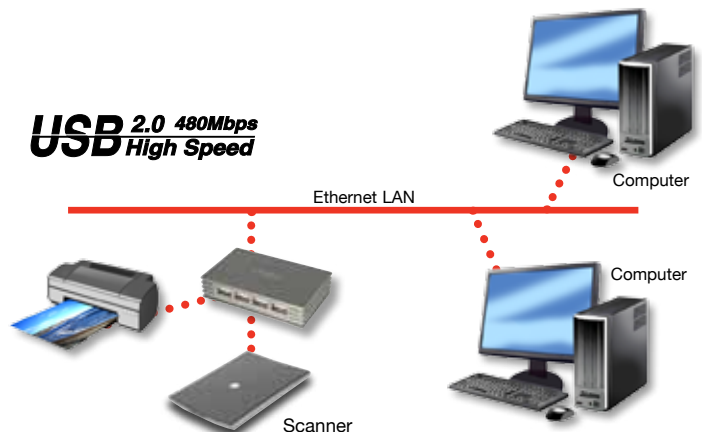 USB 2.0 480Mbps
High Speed
Computer
Ethernet LAN
Computer
Scanner